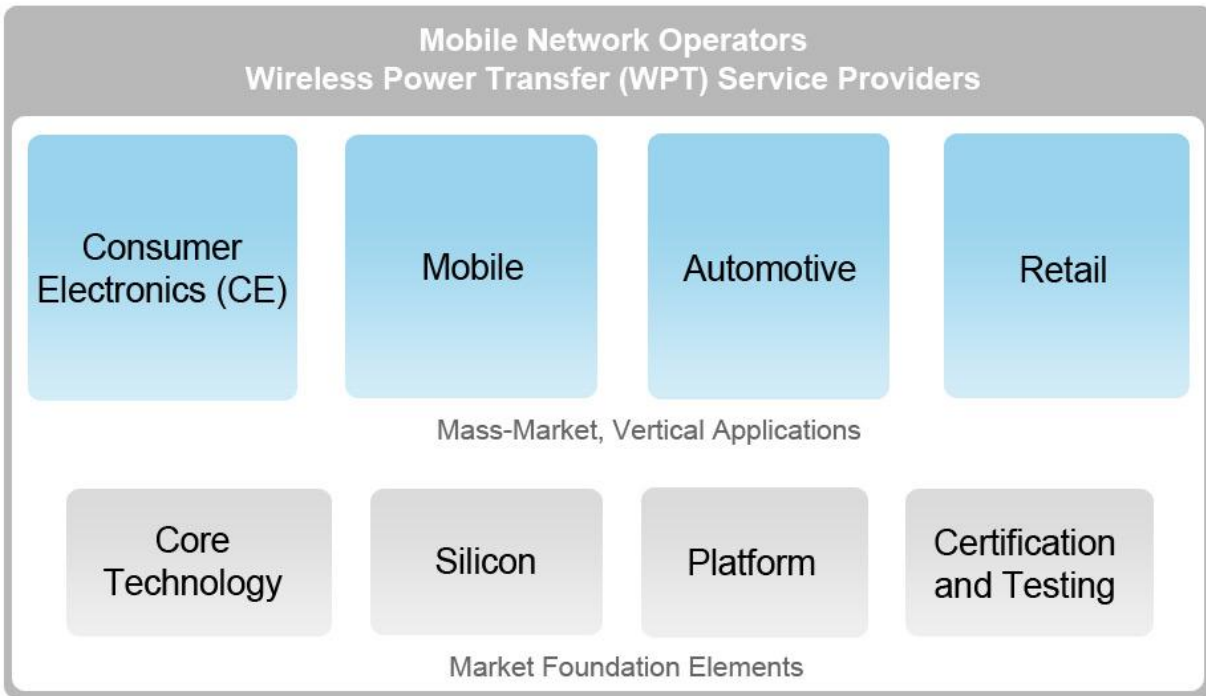 Mobile Network Operators
Wireless Power Transfer (WPT) Service Providers
Consumer
Electronics (CE)
Mobile
Automotive
Retail
Mass-Market, Vertical Applications
Core
Technology
Silicon
Platform
Certification
and Testing
Market Foundation Elements